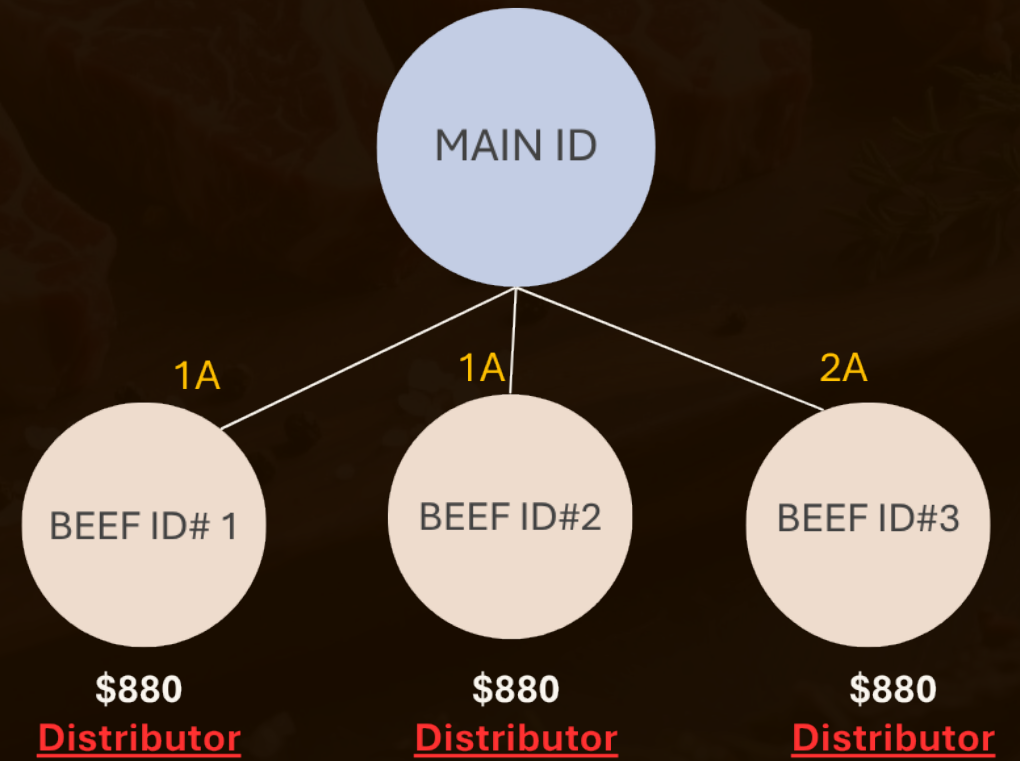 MAIN ID
1A
1A
2A
BEEF ID# 1
BEEF ID#2
BEEF ID#3
$880
$880
$880
Distributor
Distributor
Distributor